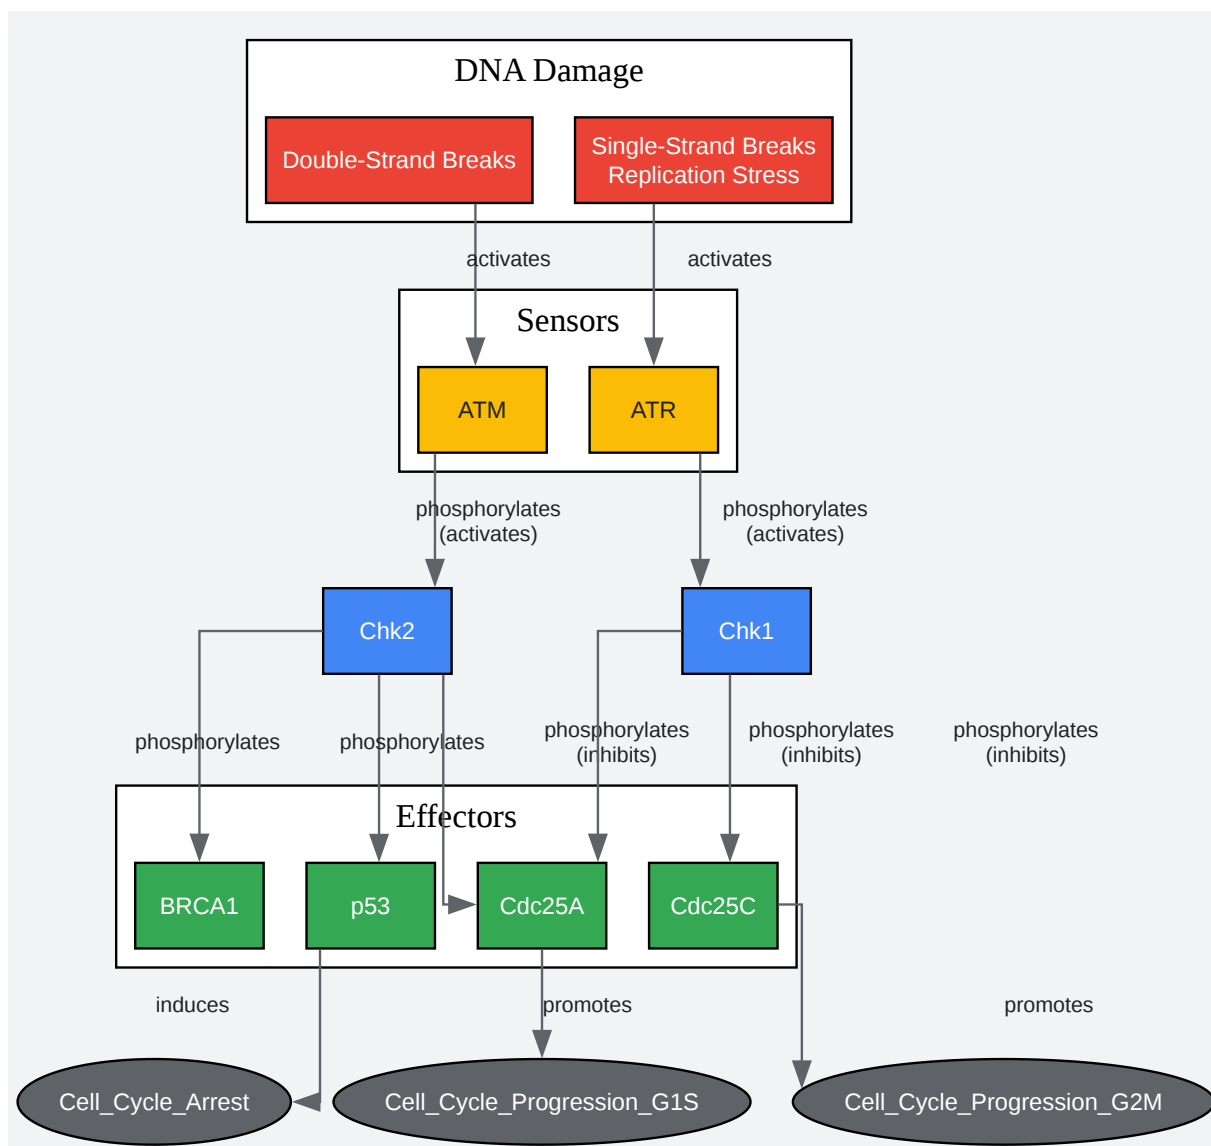 DNA Damage
Double-Strand Breaks
Single-Strand Breaks
Replication Stress
activates
activates
Sensors
ATM
ATR
phosphorylates
(activates)
phosphorylates
(activates)
Chk2
Chk1
phosphorylates
phosphorylates
phosphorylates
(inhibits)
phosphorylates
(inhibits)
phosphorylates
(inhibits)
Effectors
BRCA1
p53
Cdc25A
Cdc25C
induces
promotes
promotes
Cell_Cycle_Arrest
Cell_Cycle_Progression_G1S
Cell_Cycle_Progression_G2M